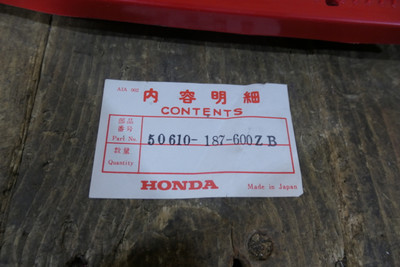 内容明細
CONTENTS
部品
番号
Part No.
50610-187-600ZB
数量
Quantity
HONDA
Made in Japan